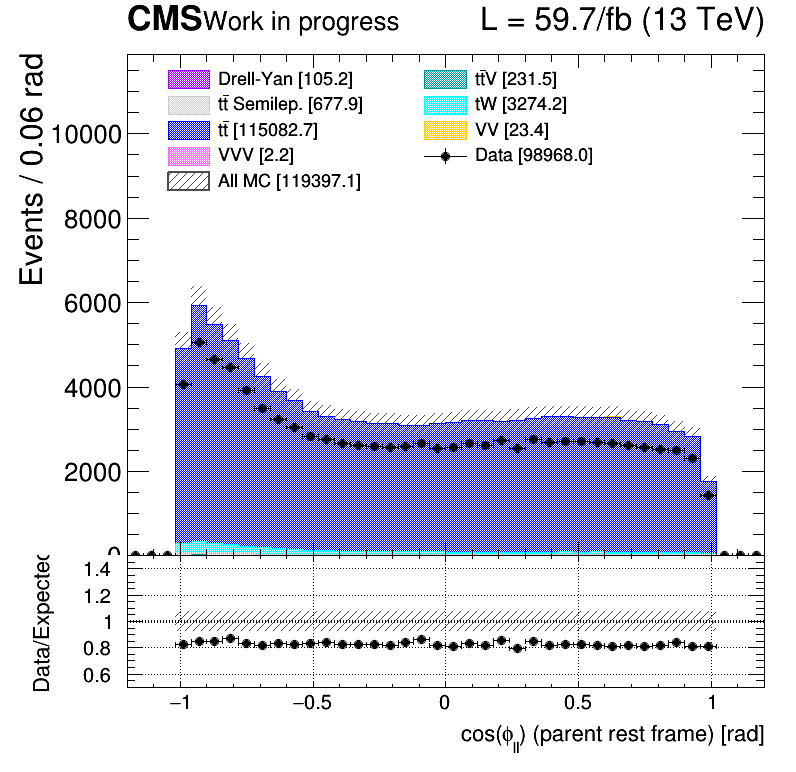 CMS Work in progress L = 59.7/fb (13 TeV)
Events / 0.06 rad
Drell-Yan [105.2]
tt̄ Semilep. [677.9]
tt̄ [115082.7]
VVV [2.2]
All MC [119397.1]
tt̄V [231.5]
tW [3274.2]
VV [23.4]
Data [98968.0]
10000
8000
6000
4000
2000
0
Data/Expected
1.4
1.2
1
0.8
0.6
−1 −0.5 0 0.5 1
cos(ϕ_ll) (parent rest frame) [rad]